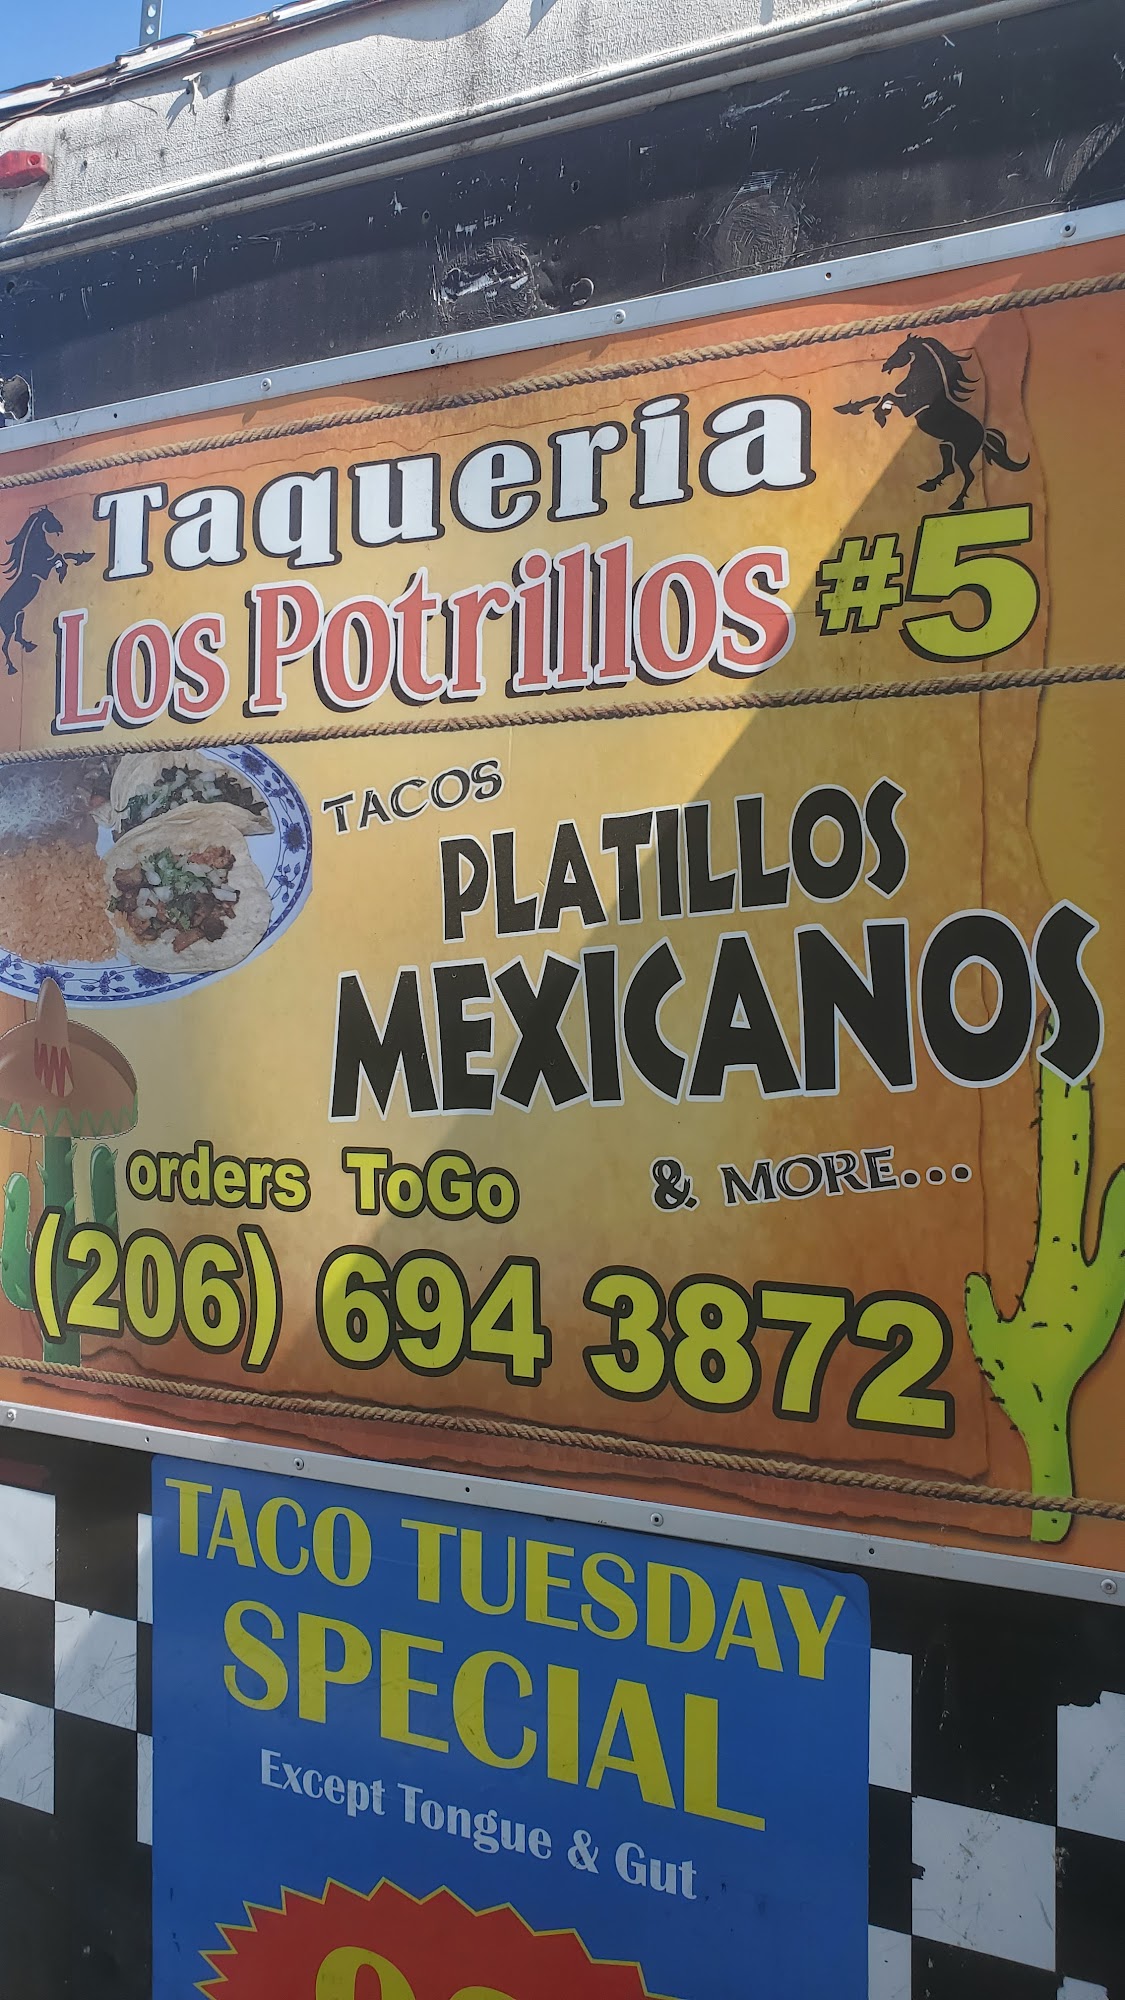 Taqueria
Los Potrillos #5
TACOS
PLATILLOS
MEXICANOS
orders ToGo & MORE...
(206) 694 3872
TACO TUESDAY
SPECIAL
Except Tongue & Gut